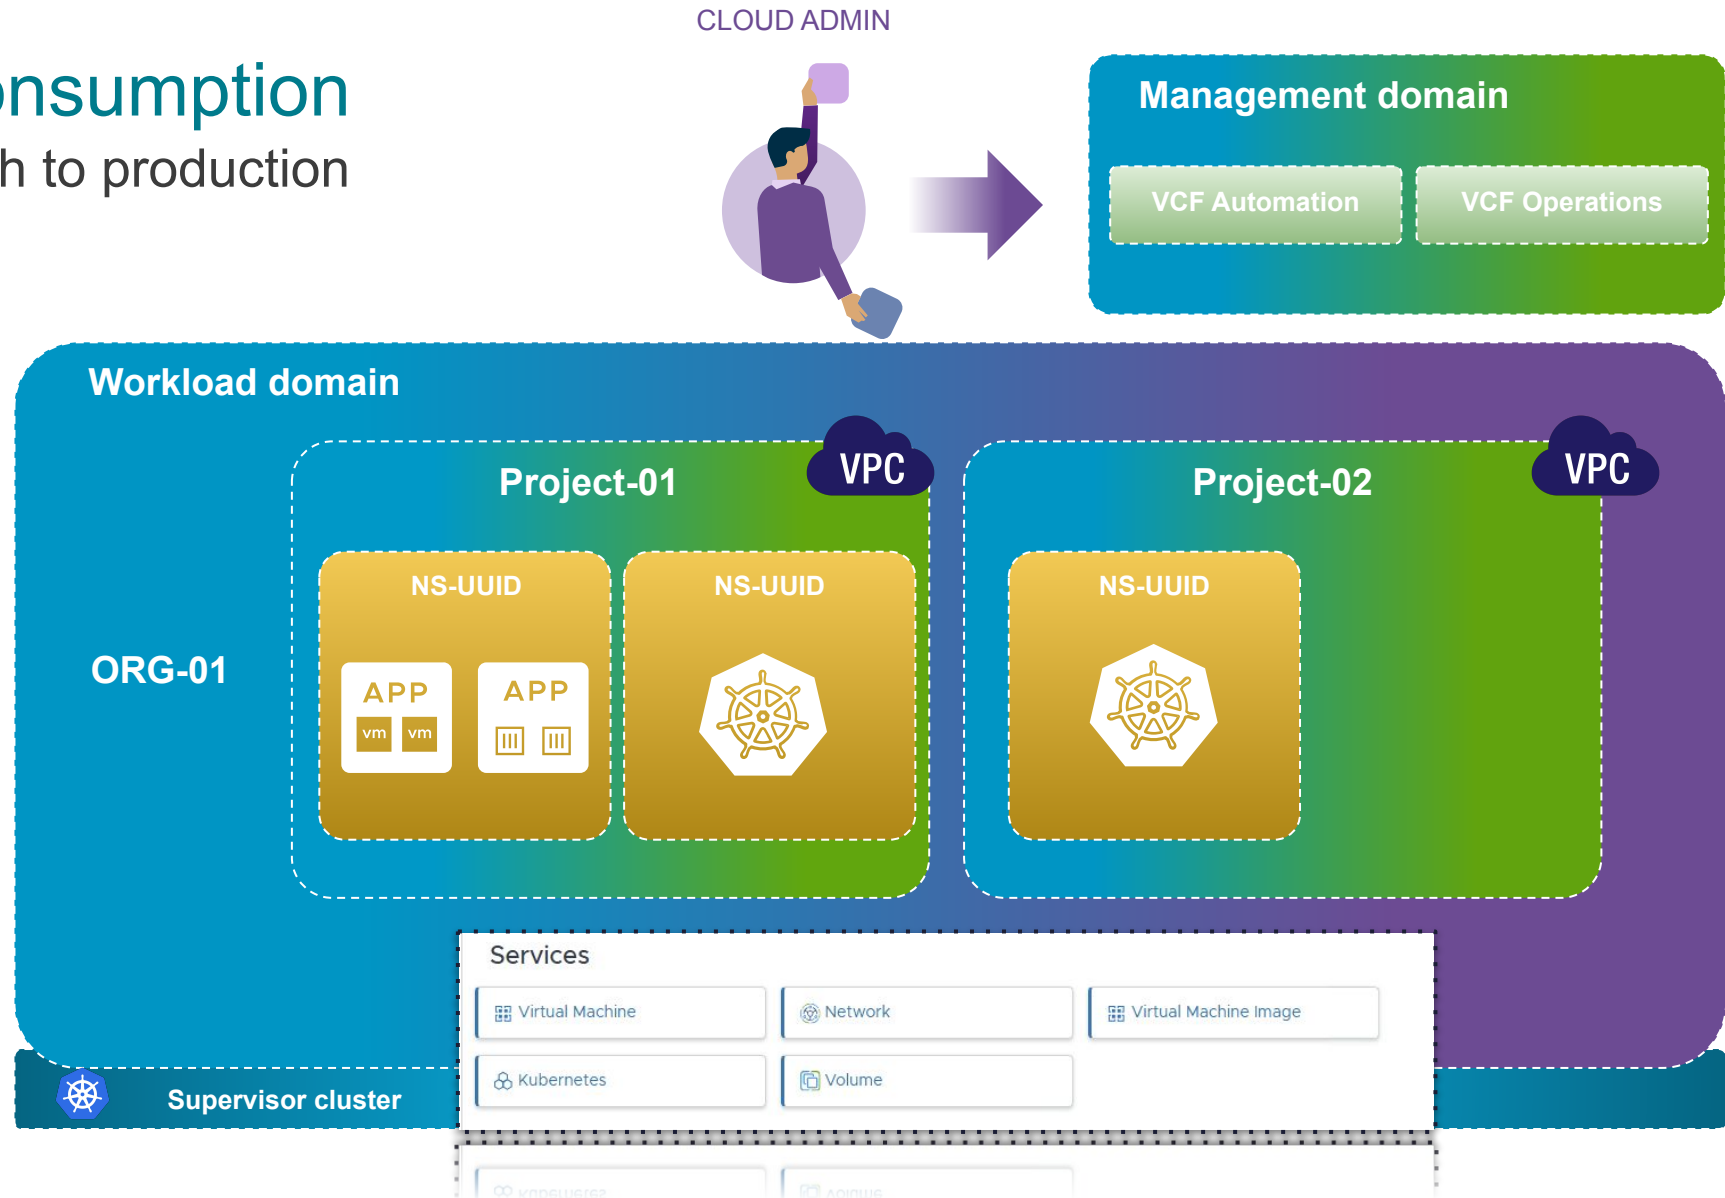 CLOUD ADMIN
onsumption
h to production
Management domain
VCF Automation
VCF Operations
Workload domain
VPC
VPC
Project-01
Project-02
NS-UUID
NS-UUID
NS-UUID
ORG-01
APP
vm vm
APP
Services
Virtual Machine
Network
Virtual Machine Image
Kubernetes
Volume
Supervisor cluster